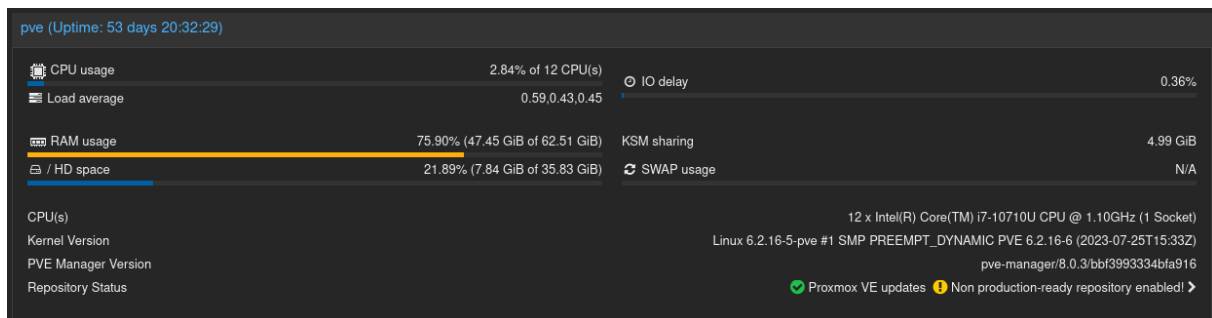 pve (Uptime: 53 days 20:32:29)
CPU usage 2.84% of 12 CPU(s)
Load average 0.59,0.43,0.45
IO delay 0.36%
RAM usage 75.90% (47.45 GiB of 62.51 GiB)
/ HD space 21.89% (7.84 GiB of 35.83 GiB)
KSM sharing 4.99 GiB
SWAP usage N/A
CPU(s) 12 x Intel(R) Core(TM) i7-10710U CPU @ 1.10GHz (1 Socket)
Kernel Version Linux 6.2.16-5-pve #1 SMP PREEMPT_DYNAMIC PVE 6.2.16-6 (2023-07-25T15:33Z)
PVE Manager Version pve-manager/8.0.3/bbf3993334bfa916
Repository Status Proxmox VE updates Non production-ready repository enabled!